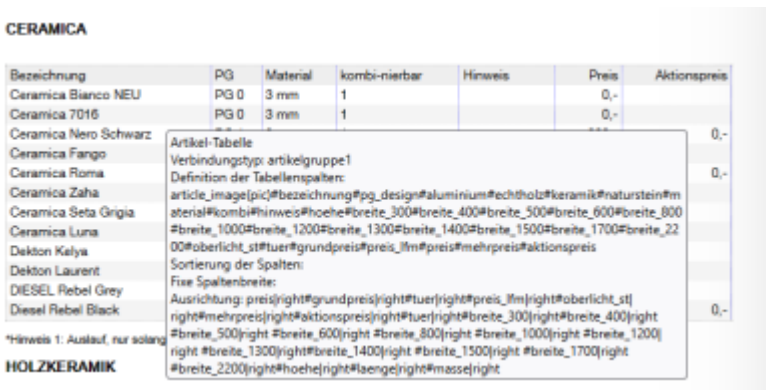 CERAMICA
Bezeichnung PG Material kombi-nierbar Hinweis Preis Aktionspreis
Ceramica Bianco NEU PG 0 3 mm 1 0,-
Ceramica 7016 PG 0 3 mm 1 0,-
Ceramica Nero Schwarz 0,-
Ceramica Fango
Ceramica Roma 0,-
Ceramica Zaha
Ceramica Seta Grigia
Ceramica Luna
Dekton Kelya
Dekton Laurent
DIESEL Rebel Grey
Diesel Rebel Black 0,-
*Hinweis 1: Auslauf, nur solang
HOLZKERAMIK
Artikel-Tabelle
Verbindungstyp: artikelgruppe1
Definition der Tabellenspalten:
article_image(pic)#bezeichnung#pg_design#aluminium#echtholz#keramik#naturstein#m
aterial#kombi#hinweis#hoehe#breite_300#breite_400#breite_500#breite_600#breite_800
#breite_1000#breite_1200#breite_1300#breite_1400#breite_1500#breite_1700#breite_22
00#oberlicht_st#tuer#grundpreis#preis_lfm#preis#mehrpreis#aktionspreis
Sortierung der Spalten:
Fixe Spaltenbreite:
Ausrichtung: preis|right#grundpreis|right#tuer|right#preis_lfm|right#oberlicht_st|
right#mehrpreis|right#aktionspreis|right#tuer|right#breite_300|right#breite_400|right
#breite_500|right #breite_600|right #breite_800|right #breite_1000|right #breite_1200|
right #breite_1300|right#breite_1400|right #breite_1500|right #breite_1700|right
#breite_2200|right#hoehe|right#laenge|right#masse|right